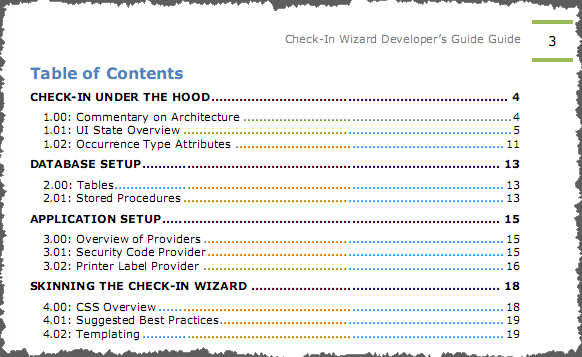 Check-In Wizard Developer’s Guide Guide 3
Table of Contents
CHECK-IN UNDER THE HOOD 4
1.00: Commentary on Architecture 4
1.01: UI State Overview 5
1.02: Occurrence Type Attributes 11
DATABASE SETUP 13
2.00: Tables 13
2.01: Stored Procedures 13
APPLICATION SETUP 15
3.00: Overview of Providers 15
3.01: Security Code Provider 15
3.02: Printer Label Provider 16
SKINNING THE CHECK-IN WIZARD 18
4.00: CSS Overview 18
4.01: Suggested Best Practices 19
4.02: Templating 19